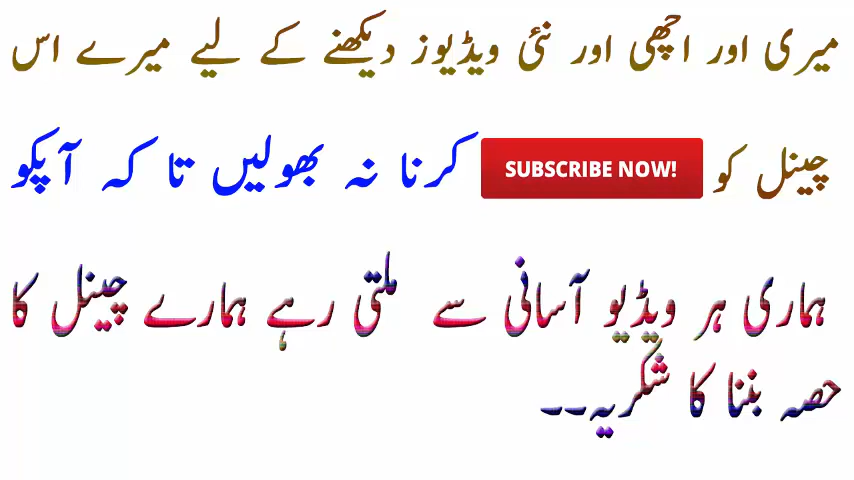 میری اور اچھی اور نئی ویڈیوز دیکھنے کے لیے میرے اس
چینل کو SUBSCRIBE NOW! کرنا نہ بھولیں تا کہ آپکو
ہماری ہر ویڈیو آسانی سے ملتی رہے ہمارے چینل کا
حصہ بننا کا شکریہ۔۔